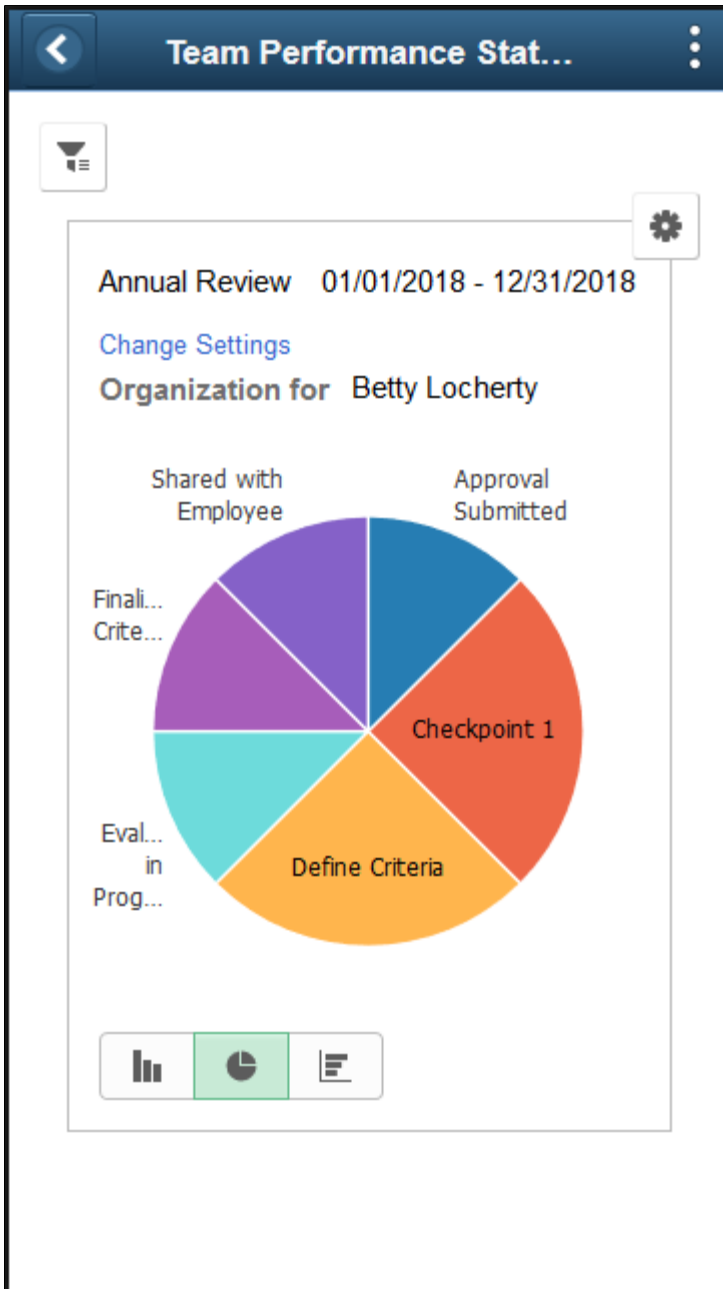 Team Performance Stat...
Annual Review 01/01/2018 - 12/31/2018
Change Settings
Organization for Betty Locherty
Shared with
Employee
Approval
Submitted
Finali...
Crite...
Checkpoint 1
Eval...
in
Prog...
Define Criteria